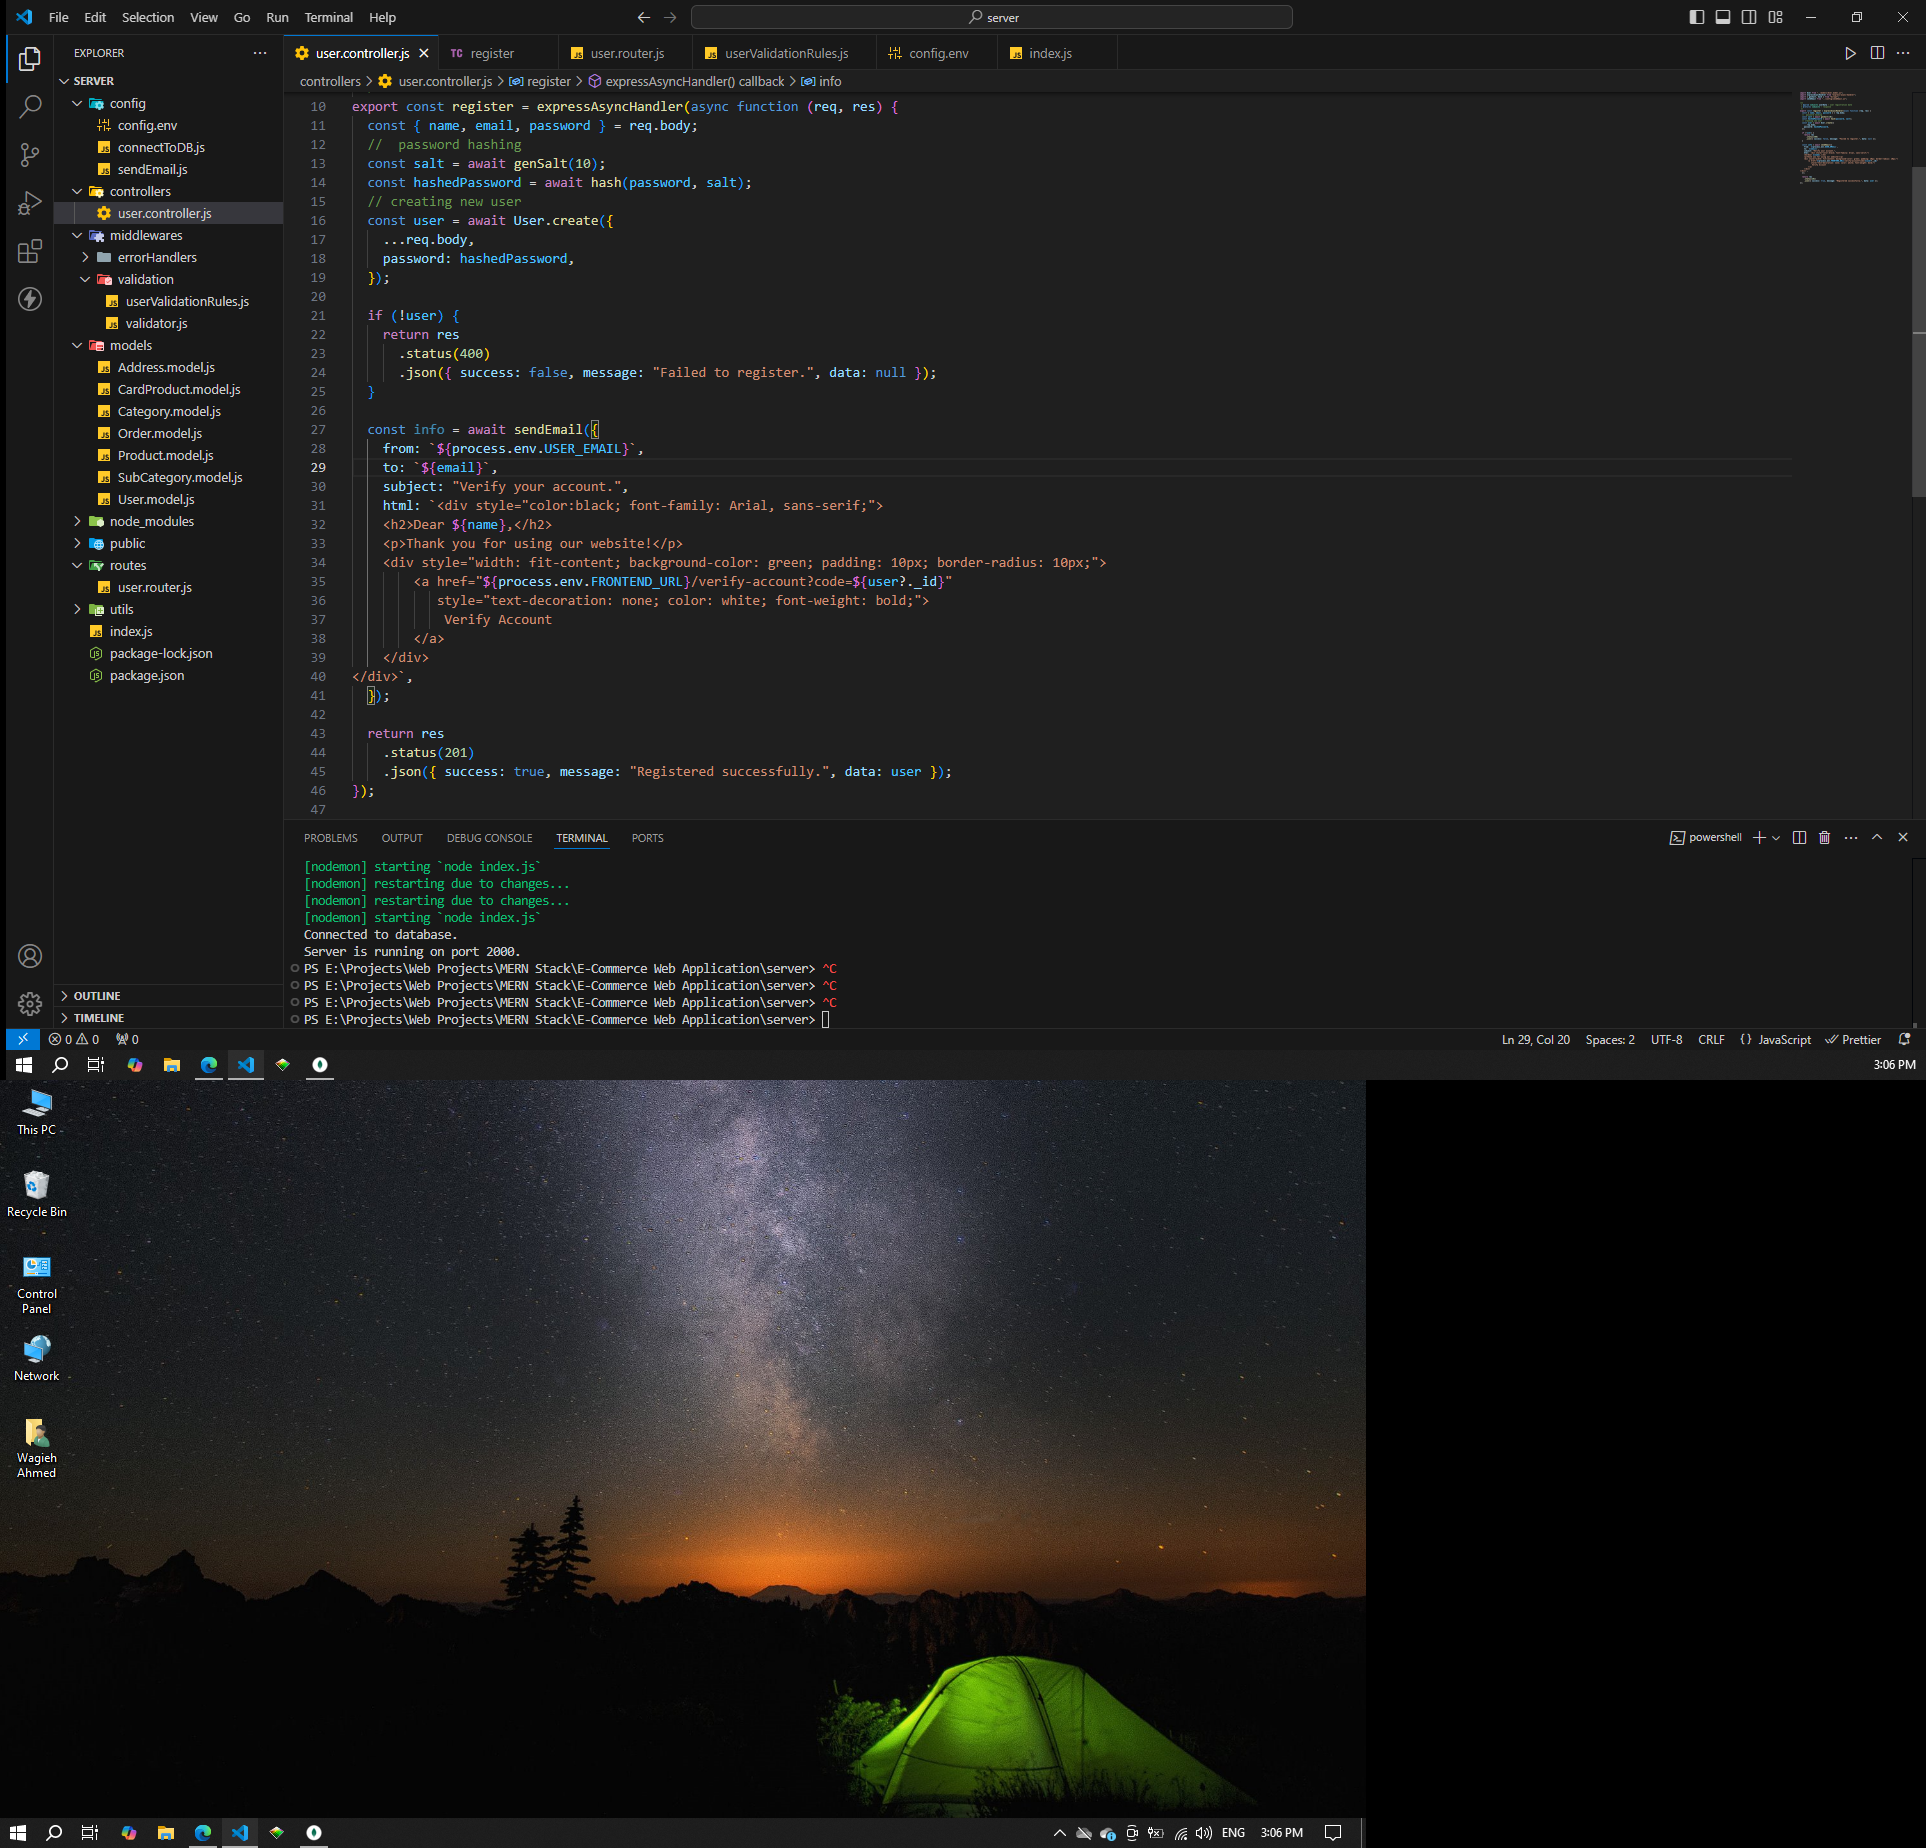 File Edit Selection View Go Run Terminal Help
server
EXPLORER
user.controller.js
TC register
JS user.router.js
JS userValidationRules.js
config.env
JS index.js
controllers > user.controller.js > register > expressAsyncHandler() callback > info
SERVER
config
config.env
JS connectToDB.js
JS sendEmail.js
controllers
user.controller.js
middlewares
errorHandlers
validation
JS userValidationRules.js
JS validator.js
models
JS Address.model.js
JS CardProduct.model.js
JS Category.model.js
JS Order.model.js
JS Product.model.js
JS SubCategory.model.js
JS User.model.js
node_modules
public
routes
JS user.router.js
utils
JS index.js
package-lock.json
package.json
OUTLINE
TIMELINE
10 export const register = expressAsyncHandler(async function (req, res) {
11 const { name, email, password } = req.body;
12 //  password hashing
13 const salt = await genSalt(10);
14 const hashedPassword = await hash(password, salt);
15 // creating new user
16 const user = await User.create({
17 ...req.body,
18 password: hashedPassword,
19 });
20
21 if (!user) {
22 return res
23 .status(400)
24 .json({ success: false, message: "Failed to register.", data: null });
25 }
26
27 const info = await sendEmail({
28 from: `${process.env.USER_EMAIL}`,
29 to: `${email}`,
30 subject: "Verify your account.",
31 html: `<div style="color:black; font-family: Arial, sans-serif;">
32 <h2>Dear ${name},</h2>
33 <p>Thank you for using our website!</p>
34 <div style="width: fit-content; background-color: green; padding: 10px; border-radius: 10px;">
35 <a href="${process.env.FRONTEND_URL}/verify-account?code=${user?._id}"
36 style="text-decoration: none; color: white; font-weight: bold;">
37 Verify Account
38 </a>
39 </div>
40 </div>`,
41 });
42
43 return res
44 .status(201)
45 .json({ success: true, message: "Registered successfully.", data: user });
46 });
47
PROBLEMS OUTPUT DEBUG CONSOLE TERMINAL PORTS
powershell
[nodemon] starting `node index.js`
[nodemon] restarting due to changes...
[nodemon] restarting due to changes...
[nodemon] starting `node index.js`
Connected to database.
Server is running on port 2000.
PS E:\Projects\Web Projects\MERN Stack\E-Commerce Web Application\server> ^C
PS E:\Projects\Web Projects\MERN Stack\E-Commerce Web Application\server> ^C
PS E:\Projects\Web Projects\MERN Stack\E-Commerce Web Application\server> ^C
PS E:\Projects\Web Projects\MERN Stack\E-Commerce Web Application\server>
0 0 0
Ln 29, Col 20 Spaces: 2 UTF-8 CRLF {} JavaScript Prettier
3:06 PM
This PC
Recycle Bin
Control
Panel
Network
Wagieh
Ahmed
ENG 3:06 PM